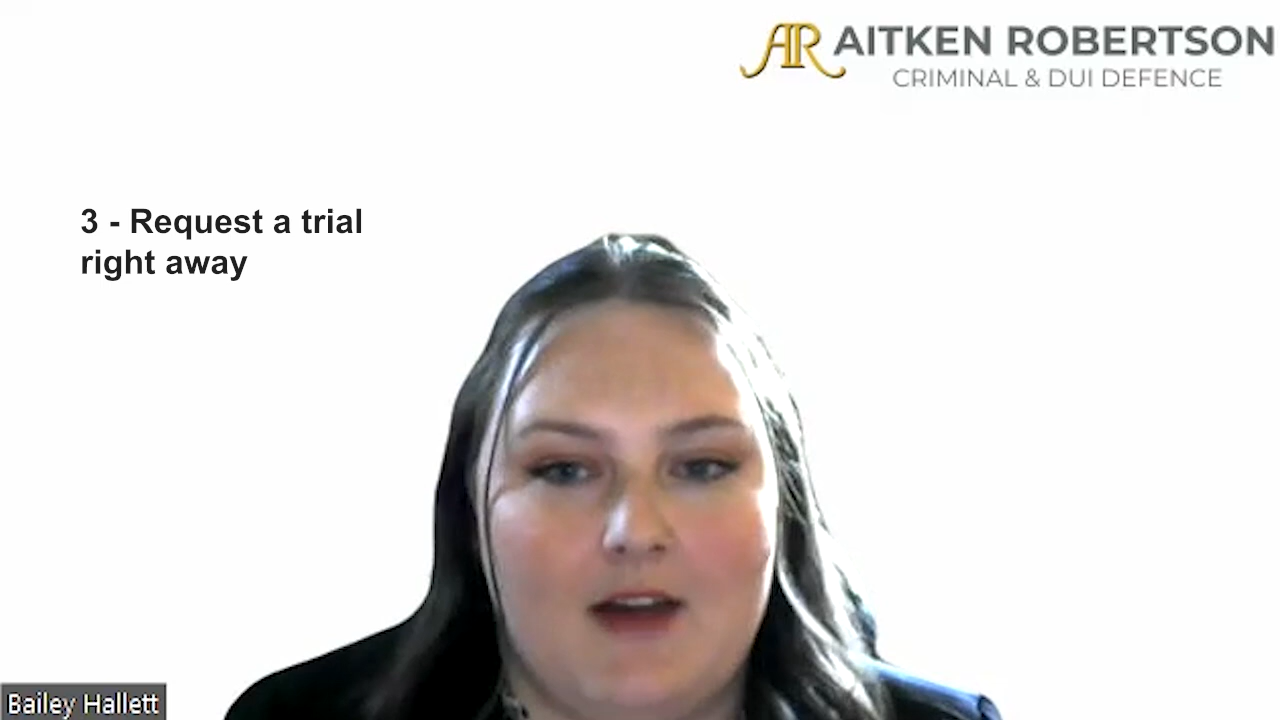 AR AITKEN ROBERTSON
CRIMINAL & DUI DEFENCE
3 - Request a trial
right away
Bailey Hallett